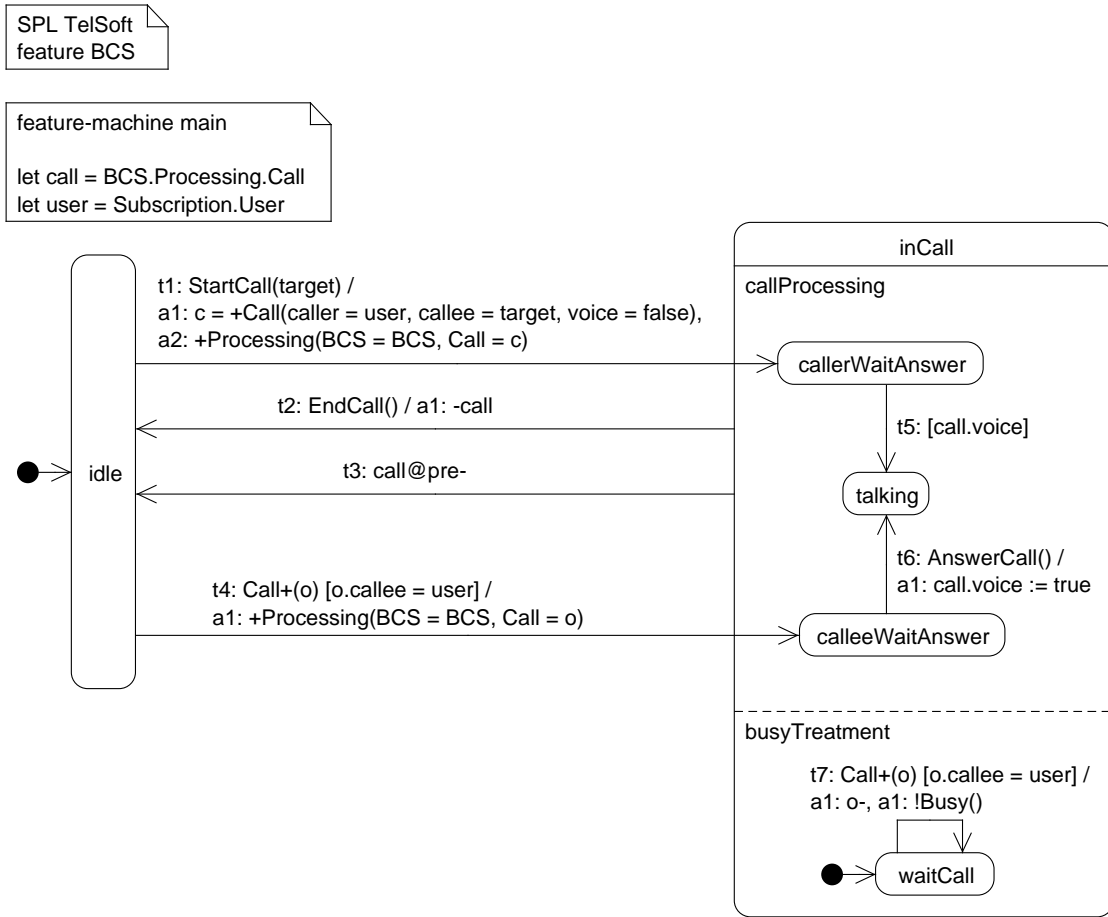 SPL TelSoft
feature BCS
feature-machine main
let call = BCS.Processing.Call
let user = Subscription.User
inCall
callProcessing
t1: StartCall(target) /
a1: c = +Call(caller = user, callee = target, voice = false),
a2: +Processing(BCS = BCS, Call = c)
callerWaitAnswer
t2: EndCall() / a1: -call
t5: [call.voice]
idle
t3: call@pre-
talking
t6: AnswerCall() /
a1: call.voice := true
t4: Call+(o) [o.callee = user] /
a1: +Processing(BCS = BCS, Call = o)
calleeWaitAnswer
busyTreatment
t7: Call+(o) [o.callee = user] /
a1: o-, a1: !Busy()
waitCall